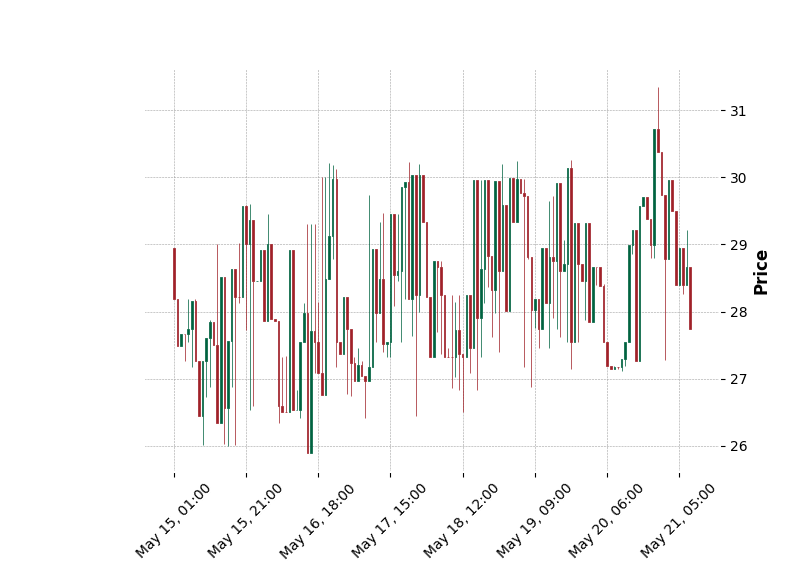 31
30
29
28
27
26
Price
May 15, 01:00
May 15, 21:00
May 16, 18:00
May 17, 15:00
May 18, 12:00
May 19, 09:00
May 20, 06:00
May 21, 05:00